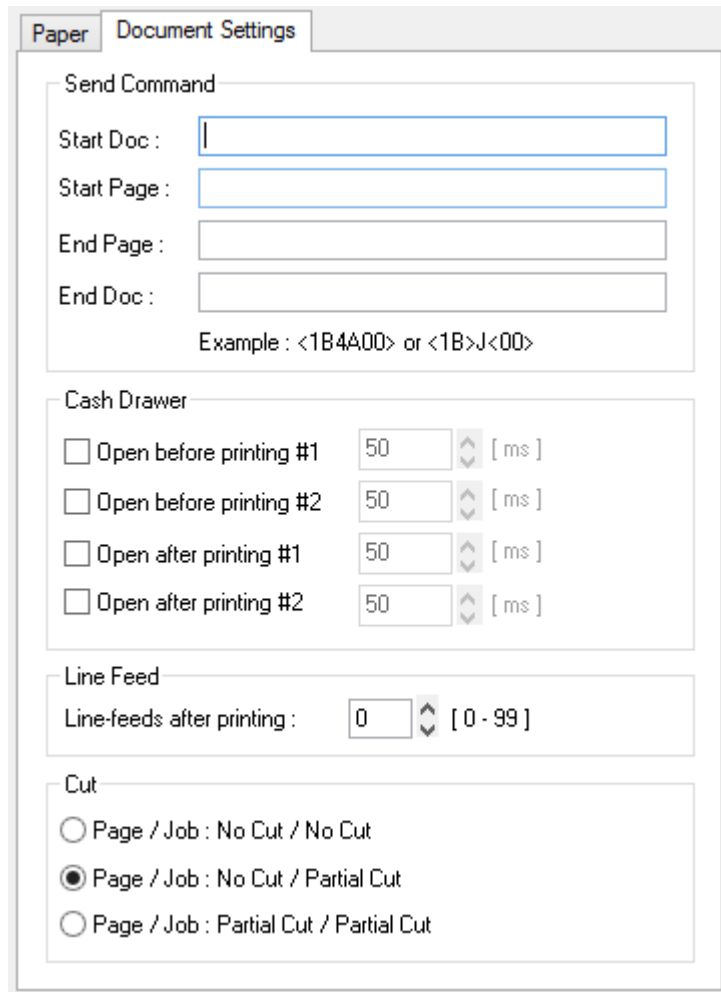 Paper Document Settings
Send Command
Start Doc :
Start Page :
End Page :
End Doc :
Example : <1B4A00> or <1B>J<00>
Cash Drawer
Open before printing #1 50 [ ms ]
Open before printing #2 50 [ ms ]
Open after printing #1 50 [ ms ]
Open after printing #2 50 [ ms ]
Line Feed
Line-feeds after printing : 0 [ 0 - 99 ]
Cut
Page / Job : No Cut / No Cut
Page / Job : No Cut / Partial Cut
Page / Job : Partial Cut / Partial Cut